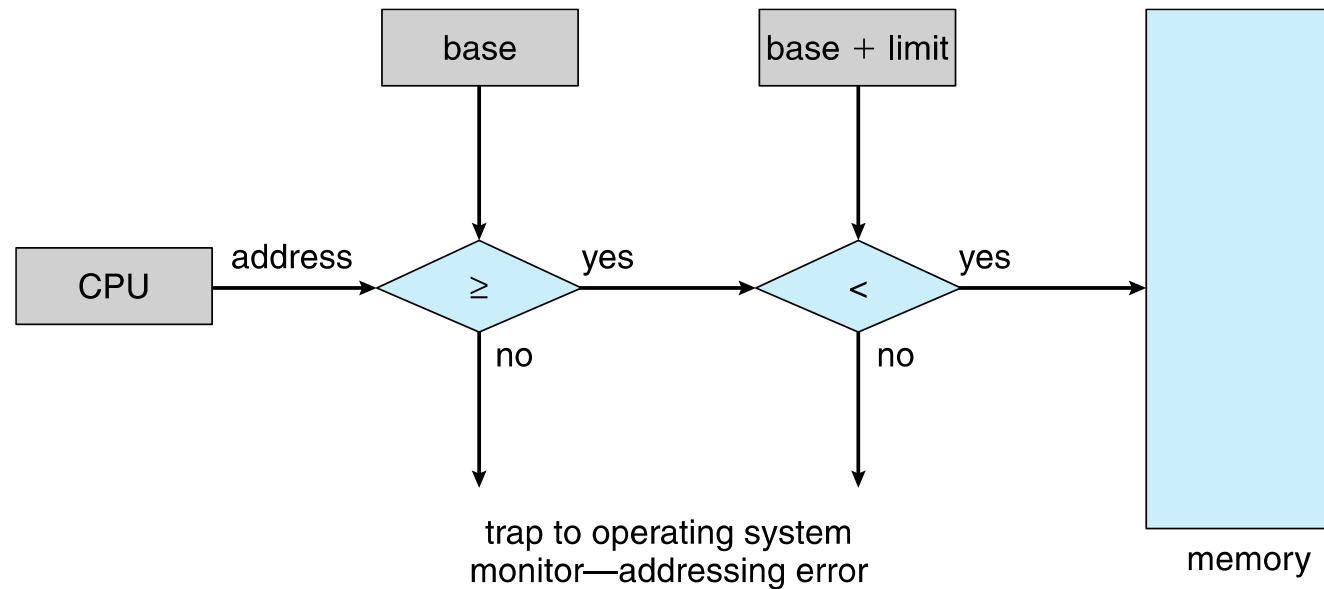 base
base + limit
CPU
address
≥
yes
<
yes
no
no
trap to operating system
monitor—addressing error
memory